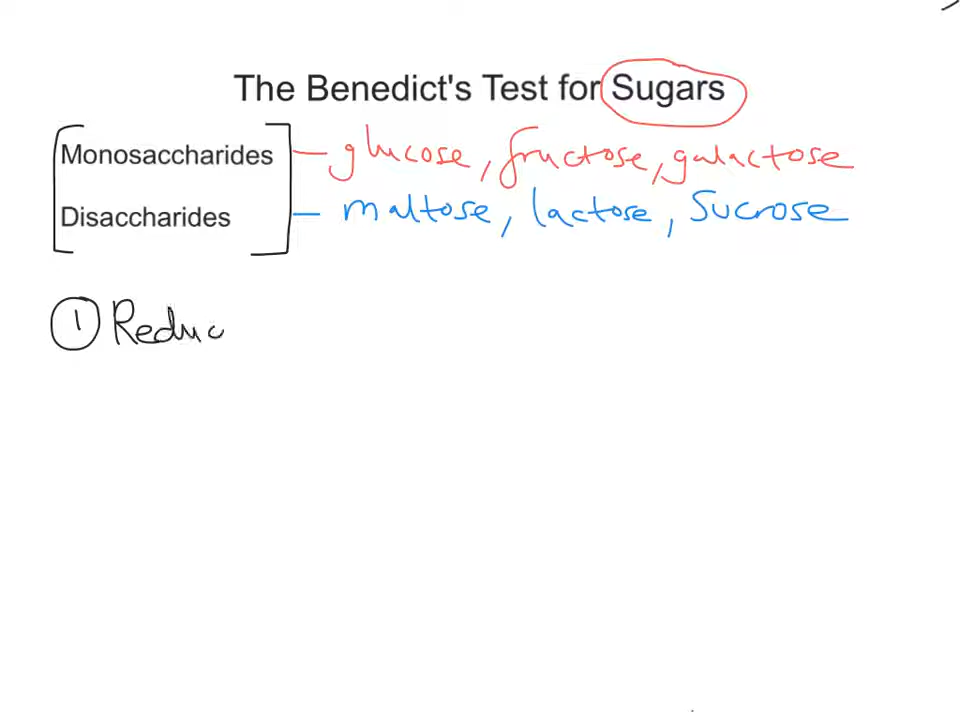 The Benedict's Test for Sugars
Monosaccharides — glucose, fructose, galactose
Disaccharides — maltose, lactose, Sucrose
① Reduc